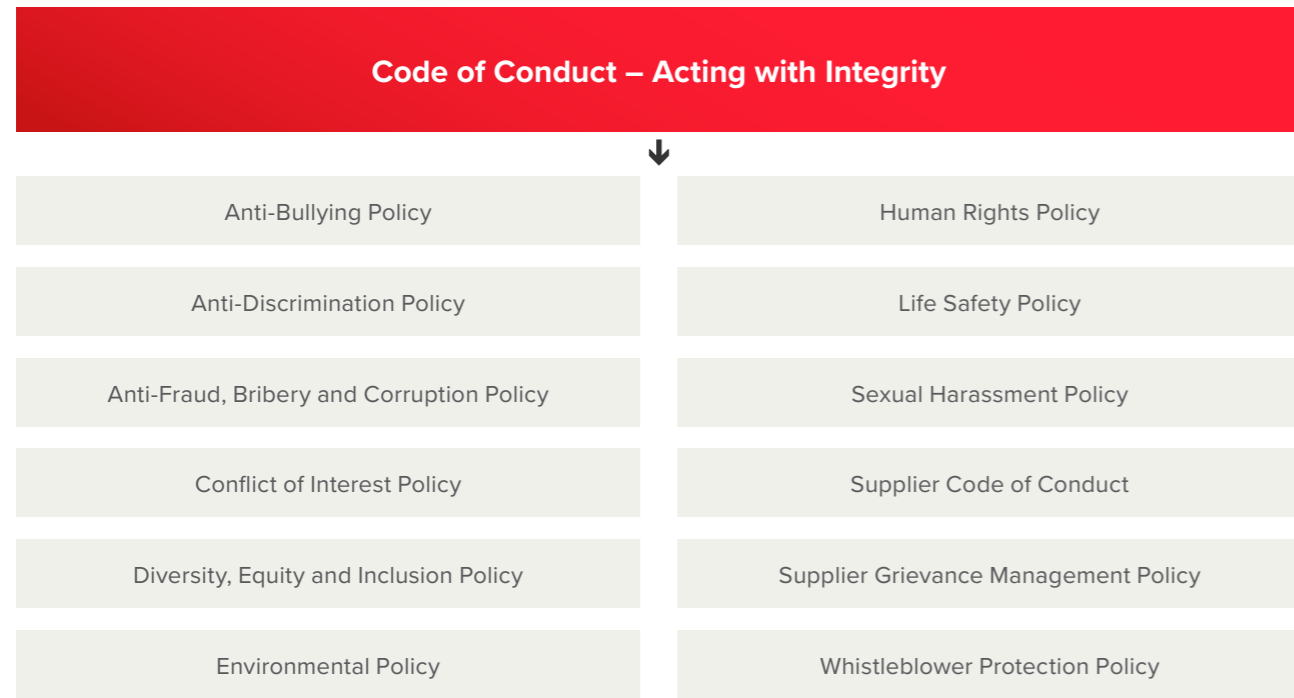 Code of Conduct – Acting with Integrity
Anti-Bullying Policy
Human Rights Policy
Anti-Discrimination Policy
Life Safety Policy
Anti-Fraud, Bribery and Corruption Policy
Sexual Harassment Policy
Conflict of Interest Policy
Supplier Code of Conduct
Diversity, Equity and Inclusion Policy
Supplier Grievance Management Policy
Environmental Policy
Whistleblower Protection Policy